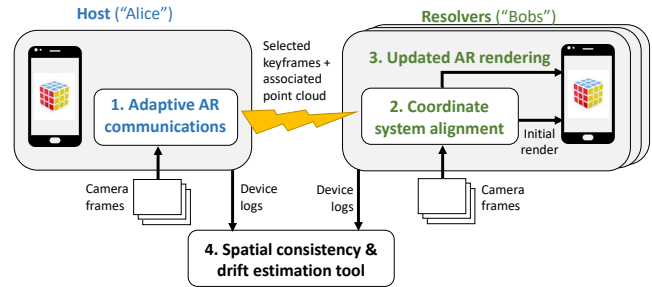 Host ("Alice")
Resolvers ("Bobs")
Selected
keyframes +
associated
point cloud
1. Adaptive AR
communications
3. Updated AR rendering
2. Coordinate
system alignment
Initial
render
Camera
frames
Device
logs
Device
logs
Camera
frames
4. Spatial consistency &
drift estimation tool